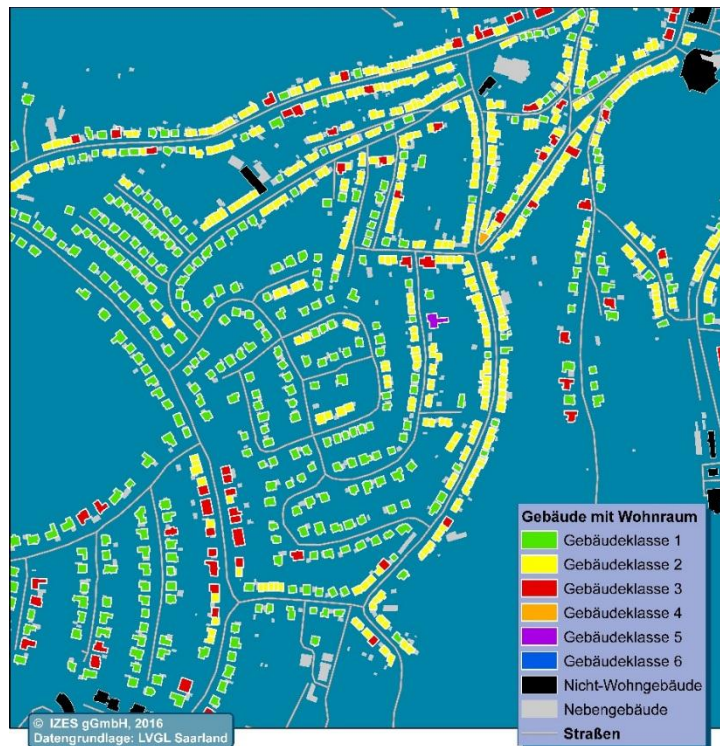 Gebäude mit Wohnraum
Gebäudeklasse 1
Gebäudeklasse 2
Gebäudeklasse 3
Gebäudeklasse 4
Gebäudeklasse 5
Gebäudeklasse 6
Nicht-Wohngebäude
Nebengebäude
Straßen
© IZES gGmbH, 2016
Datengrundlage: LVGL Saarland